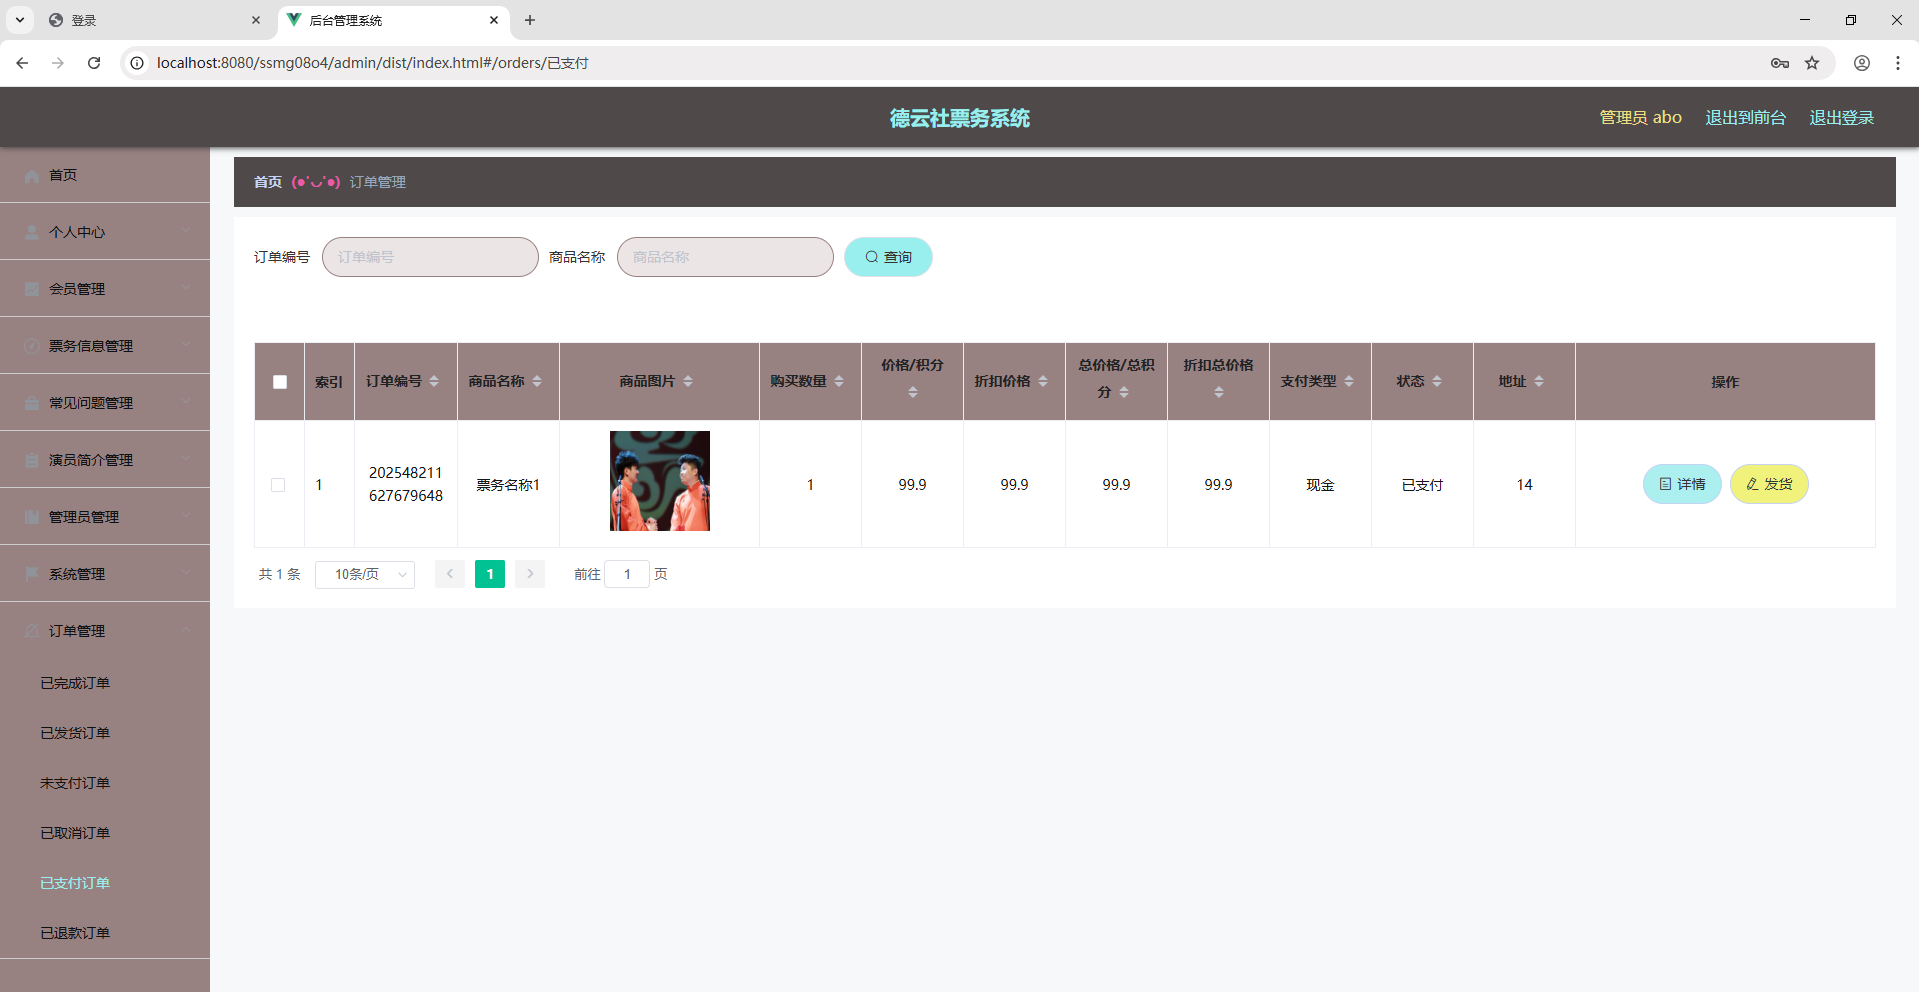 登录
后台管理系统
localhost:8080/ssmg08o4/admin/dist/index.html#/orders/已支付
德云社票务系统
管理员 abo
退出到前台
退出登录
首页
个人中心
会员管理
票务信息管理
常见问题管理
演员简介管理
管理员管理
系统管理
订单管理
已完成订单
已发货订单
未支付订单
已取消订单
已支付订单
已退款订单
首页 (●'◡'●) 订单管理
订单编号 订单编号 商品名称 商品名称 查询
索引 订单编号 商品名称 商品图片 购买数量 价格/积分 折扣价格 总价格/总积分 折扣总价格 支付类型 状态 地址 操作
1 202548211627679648 票务名称1 1 99.9 99.9 99.9 99.9 现金 已支付 14 详情 发货
共 1 条 10条/页 1 前往 1 页